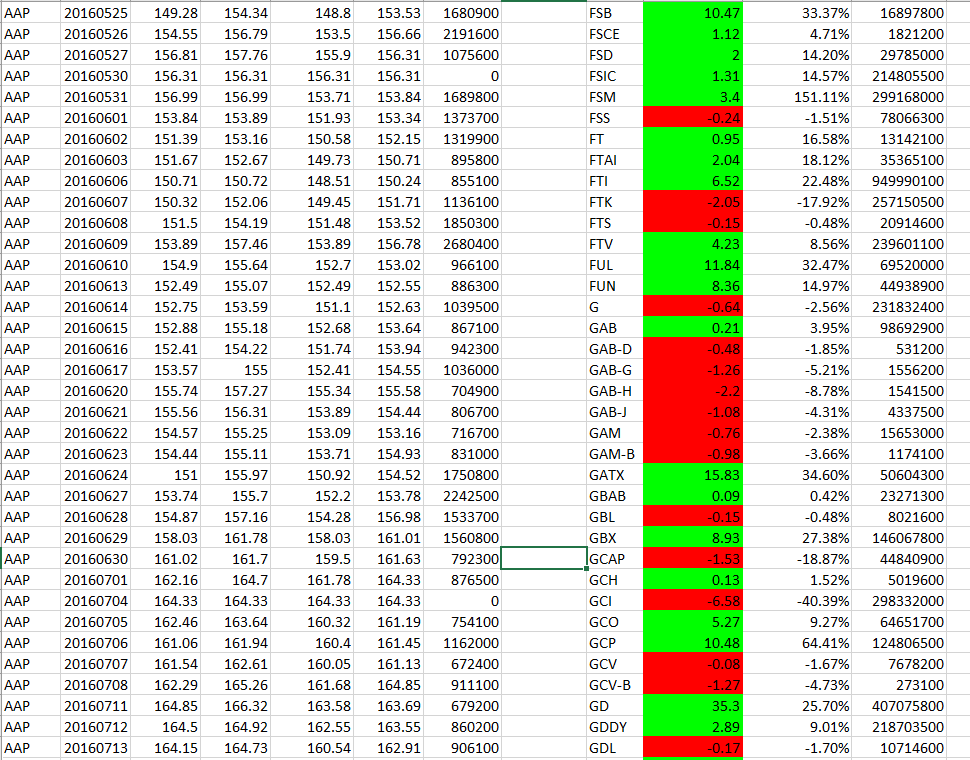 AAP 20160525 149.28 154.34 148.8 153.53 1680900 FSB 10.47 33.37% 16897800
AAP 20160526 154.55 156.79 153.5 156.66 2191600 FSCE 1.12 4.71% 1821200
AAP 20160527 156.81 157.76 155.9 156.31 1075600 FSD 2 14.20% 29785000
AAP 20160530 156.31 156.31 156.31 156.31 0 FSIC 1.31 14.57% 214805500
AAP 20160531 156.99 156.99 153.71 153.84 1689800 FSM 3.4 151.11% 299168000
AAP 20160601 153.84 153.89 151.93 153.34 1373700 FSS -0.24 -1.51% 78066300
AAP 20160602 151.39 153.16 150.58 152.15 1319900 FT 0.95 16.58% 13142100
AAP 20160603 151.67 152.67 149.73 150.71 895800 FTAI 2.04 18.12% 35365100
AAP 20160606 150.71 150.72 148.51 150.24 855100 FTI 6.52 22.48% 949990100
AAP 20160607 150.32 152.06 149.45 151.71 1136100 FTK -2.05 -17.92% 257150500
AAP 20160608 151.5 154.19 151.48 153.52 1850300 FTS -0.15 -0.48% 20914600
AAP 20160609 153.89 157.46 153.89 156.78 2680400 FTV 4.23 8.56% 239601100
AAP 20160610 154.9 155.64 152.7 153.02 966100 FUL 11.84 32.47% 69520000
AAP 20160613 152.49 155.07 152.49 152.55 886300 FUN 8.36 14.97% 44938900
AAP 20160614 152.75 153.59 151.1 152.63 1039500 G -0.64 -2.56% 231832400
AAP 20160615 152.88 155.18 152.68 153.64 867100 GAB 0.21 3.95% 98692900
AAP 20160616 152.41 154.22 151.74 153.94 942300 GAB-D -0.48 -1.85% 531200
AAP 20160617 153.57 155 152.41 154.55 1036000 GAB-G -1.26 -5.21% 1556200
AAP 20160620 155.74 157.27 155.34 155.58 704900 GAB-H -2.2 -8.78% 1541500
AAP 20160621 155.56 156.31 153.89 154.44 806700 GAB-J -1.08 -4.31% 4337500
AAP 20160622 154.57 155.25 153.09 153.16 716700 GAM -0.76 -2.38% 15653000
AAP 20160623 154.44 155.11 153.71 154.93 831000 GAM-B -0.98 -3.66% 1174100
AAP 20160624 151 155.97 150.92 154.52 1750800 GATX 15.83 34.60% 50604300
AAP 20160627 153.74 155.7 152.2 153.78 2242500 GBAB 0.09 0.42% 23271300
AAP 20160628 154.87 157.16 154.28 156.98 1533700 GBL -0.15 -0.48% 8021600
AAP 20160629 158.03 161.78 158.03 161.01 1560800 GBX 8.93 27.38% 146067800
AAP 20160630 161.02 161.7 159.5 161.63 792300 GCAP -1.53 -18.87% 44840900
AAP 20160701 162.16 164.7 161.78 164.33 876500 GCH 0.13 1.52% 5019600
AAP 20160704 164.33 164.33 164.33 164.33 0 GCI -6.58 -40.39% 298332000
AAP 20160705 162.46 163.64 160.32 161.19 754100 GCO 5.27 9.27% 64651700
AAP 20160706 161.06 161.94 160.4 161.45 1162000 GCP 10.48 64.41% 124806500
AAP 20160707 161.54 162.61 160.05 161.13 672400 GCV -0.08 -1.67% 7678200
AAP 20160708 162.29 165.26 161.68 164.85 911100 GCV-B -1.27 -4.73% 273100
AAP 20160711 164.85 166.32 163.58 163.69 679200 GD 35.3 25.70% 407075800
AAP 20160712 164.5 164.92 162.55 163.55 860200 GDDY 2.89 9.01% 218703500
AAP 20160713 164.15 164.73 160.54 162.91 906100 GDL -0.17 -1.70% 10714600